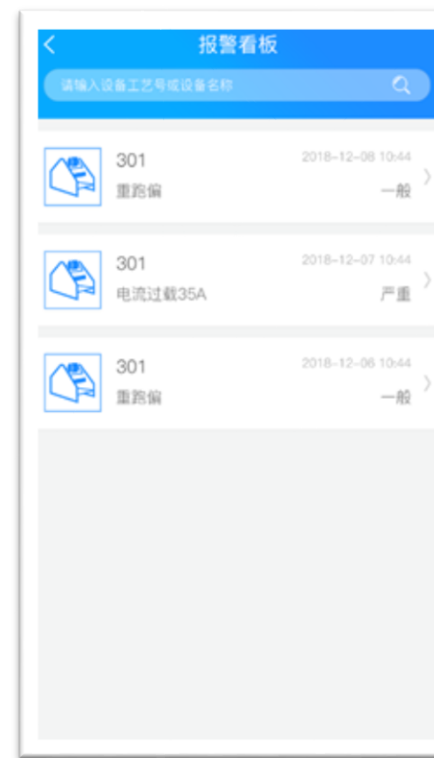 报警看板
请输入设备工艺号或设备名称
301 2018-12-08 10:44
重跑偏 一般
301 2018-12-07 10:44
电流过载35A 严重
301 2018-12-06 10:44
重跑偏 一般